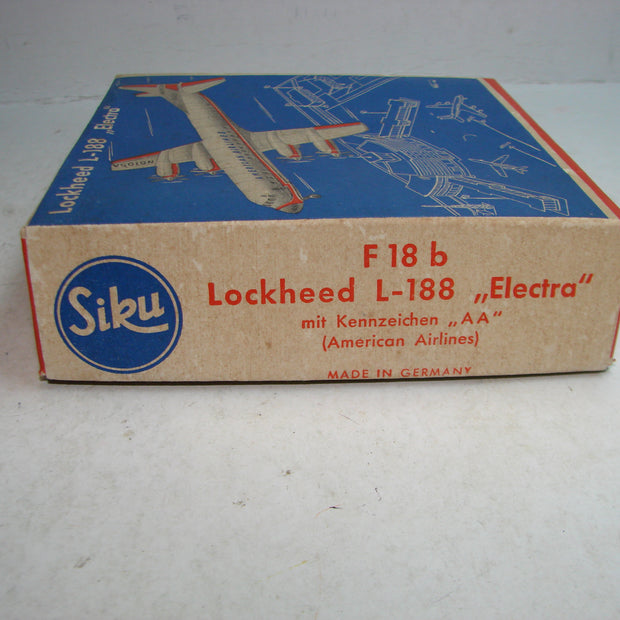 Lockheed L-188 „Electra"
Siku
F 18 b
Lockheed L-188 „Electra"
mit Kennzeichen „AA"
(American Airlines)
MADE IN GERMANY